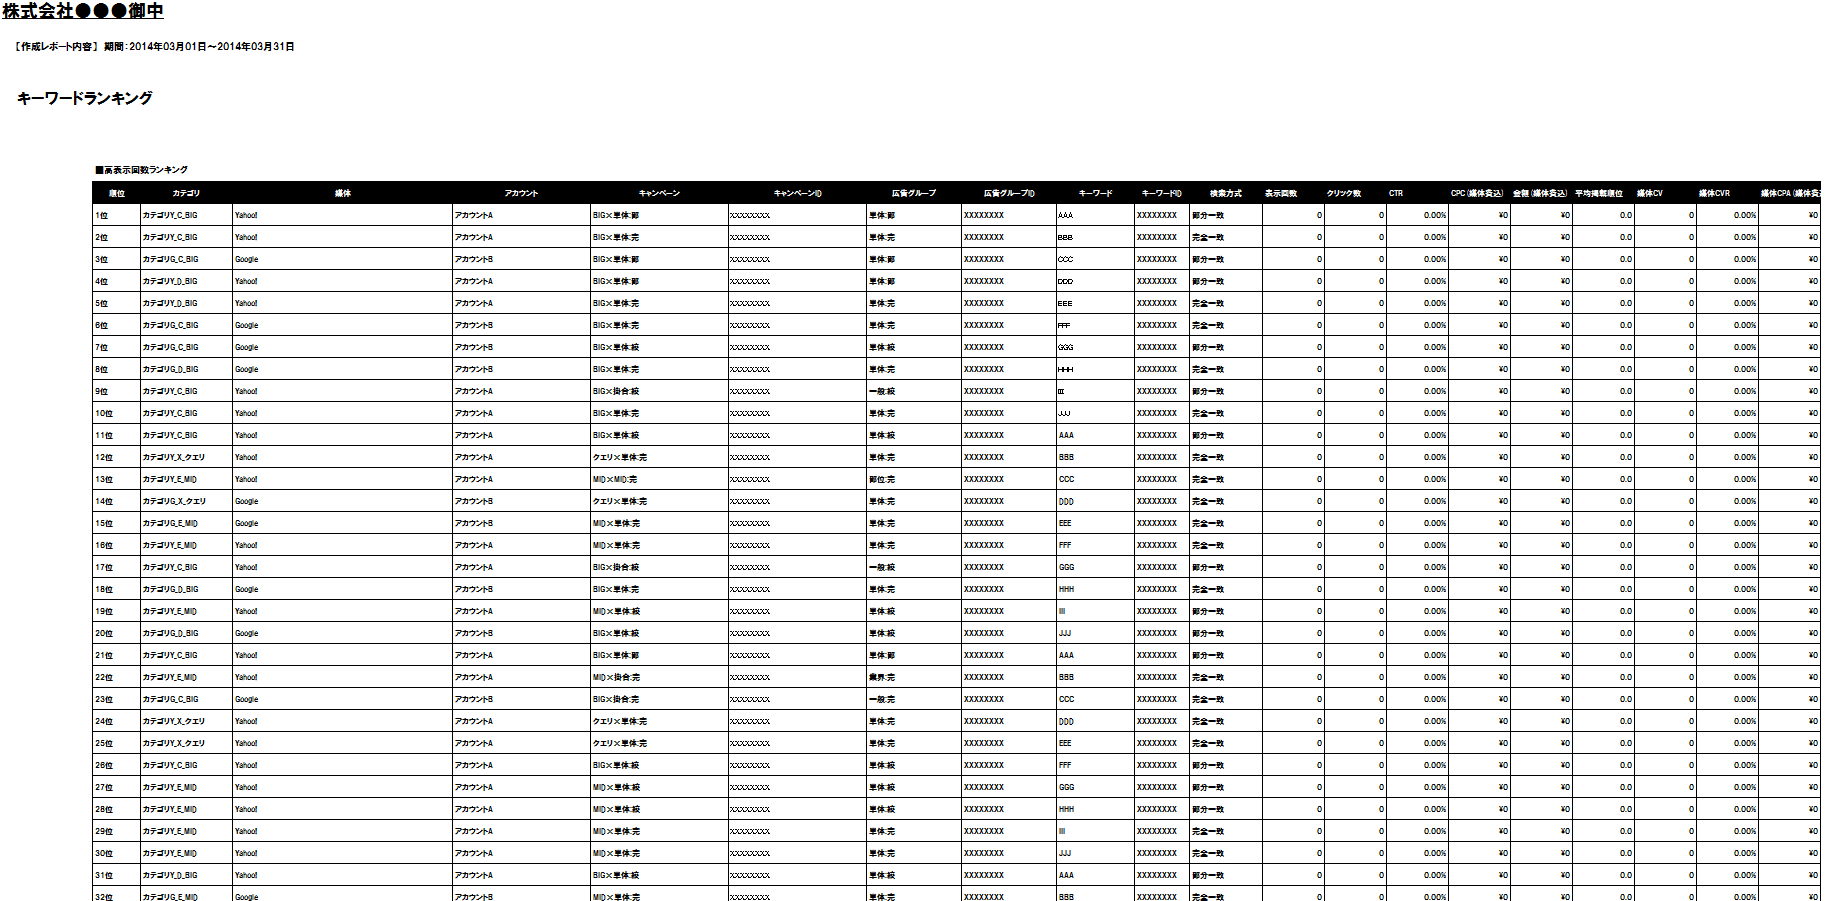 株式会社●●●御中
【作成レポート内容】 期間：2014年03月01日～2014年03月31日
キーワードランキング
■高表示回数ランキング
順位 カテゴリ 媒体 アカウント キャンペーン キャンペーンID 広告グループ 広告グループID キーワード キーワードID 検索方式 表示回数 クリック数 CTR CPC（媒体費込） 金額（媒体費込） 平均掲載順位 媒体CV 媒体CVR 媒体CPA（媒体費込
1位 カテゴリY_C_BIG Yahoo! アカウントA BIG×単体:部 XXXXXXXX 単体:部 XXXXXXXX AAA XXXXXXXX 部分一致 0 0 0.00% ¥0 ¥0 0.0 0 0.00% ¥0
2位 カテゴリY_C_BIG Yahoo! アカウントA BIG×単体:完 XXXXXXXX 単体:完 XXXXXXXX BBB XXXXXXXX 完全一致 0 0 0.00% ¥0 ¥0 0.0 0 0.00% ¥0
3位 カテゴリG_C_BIG Google アカウントB BIG×単体:部 XXXXXXXX 単体:部 XXXXXXXX CCC XXXXXXXX 部分一致 0 0 0.00% ¥0 ¥0 0.0 0 0.00% ¥0
4位 カテゴリY_D_BIG Yahoo! アカウントA BIG×単体:部 XXXXXXXX 単体:部 XXXXXXXX DDD XXXXXXXX 部分一致 0 0 0.00% ¥0 ¥0 0.0 0 0.00% ¥0
5位 カテゴリY_D_BIG Yahoo! アカウントA BIG×単体:完 XXXXXXXX 単体:完 XXXXXXXX EEE XXXXXXXX 完全一致 0 0 0.00% ¥0 ¥0 0.0 0 0.00% ¥0
6位 カテゴリG_C_BIG Google アカウントB BIG×単体:完 XXXXXXXX 単体:完 XXXXXXXX FFF XXXXXXXX 完全一致 0 0 0.00% ¥0 ¥0 0.0 0 0.00% ¥0
7位 カテゴリG_C_BIG Google アカウントB BIG×単体:絞 XXXXXXXX 単体:絞 XXXXXXXX GGG XXXXXXXX 部分一致 0 0 0.00% ¥0 ¥0 0.0 0 0.00% ¥0
8位 カテゴリG_D_BIG Google アカウントB BIG×単体:完 XXXXXXXX 単体:完 XXXXXXXX HHH XXXXXXXX 完全一致 0 0 0.00% ¥0 ¥0 0.0 0 0.00% ¥0
9位 カテゴリY_C_BIG Yahoo! アカウントA BIG×掛合:絞 XXXXXXXX 一般:絞 XXXXXXXX III XXXXXXXX 部分一致 0 0 0.00% ¥0 ¥0 0.0 0 0.00% ¥0
10位 カテゴリY_C_BIG Yahoo! アカウントA BIG×単体:完 XXXXXXXX 単体:完 XXXXXXXX JJJ XXXXXXXX 完全一致 0 0 0.00% ¥0 ¥0 0.0 0 0.00% ¥0
11位 カテゴリY_C_BIG Yahoo! アカウントA BIG×単体:絞 XXXXXXXX 単体:絞 XXXXXXXX AAA XXXXXXXX 部分一致 0 0 0.00% ¥0 ¥0 0.0 0 0.00% ¥0
12位 カテゴリY_X_クエリ Yahoo! アカウントA クエリ×単体:完 XXXXXXXX 単体:完 XXXXXXXX BBB XXXXXXXX 完全一致 0 0 0.00% ¥0 ¥0 0.0 0 0.00% ¥0
13位 カテゴリY_E_MID Yahoo! アカウントA MID×MID:完 XXXXXXXX 部位:完 XXXXXXXX CCC XXXXXXXX 完全一致 0 0 0.00% ¥0 ¥0 0.0 0 0.00% ¥0
14位 カテゴリG_X_クエリ Google アカウントB クエリ×単体:完 XXXXXXXX 単体:完 XXXXXXXX DDD XXXXXXXX 完全一致 0 0 0.00% ¥0 ¥0 0.0 0 0.00% ¥0
15位 カテゴリG_E_MID Google アカウントB MID×単体:完 XXXXXXXX 単体:完 XXXXXXXX EEE XXXXXXXX 完全一致 0 0 0.00% ¥0 ¥0 0.0 0 0.00% ¥0
16位 カテゴリY_E_MID Yahoo! アカウントA MID×単体:完 XXXXXXXX 単体:完 XXXXXXXX FFF XXXXXXXX 完全一致 0 0 0.00% ¥0 ¥0 0.0 0 0.00% ¥0
17位 カテゴリY_C_BIG Yahoo! アカウントA BIG×掛合:絞 XXXXXXXX 一般:絞 XXXXXXXX GGG XXXXXXXX 部分一致 0 0 0.00% ¥0 ¥0 0.0 0 0.00% ¥0
18位 カテゴリG_D_BIG Google アカウントB BIG×単体:完 XXXXXXXX 単体:完 XXXXXXXX HHH XXXXXXXX 完全一致 0 0 0.00% ¥0 ¥0 0.0 0 0.00% ¥0
19位 カテゴリY_E_MID Yahoo! アカウントA MID×単体:絞 XXXXXXXX 単体:絞 XXXXXXXX III XXXXXXXX 部分一致 0 0 0.00% ¥0 ¥0 0.0 0 0.00% ¥0
20位 カテゴリG_D_BIG Google アカウントB BIG×単体:絞 XXXXXXXX 単体:絞 XXXXXXXX JJJ XXXXXXXX 部分一致 0 0 0.00% ¥0 ¥0 0.0 0 0.00% ¥0
21位 カテゴリY_C_BIG Yahoo! アカウントA BIG×単体:部 XXXXXXXX 単体:部 XXXXXXXX AAA XXXXXXXX 部分一致 0 0 0.00% ¥0 ¥0 0.0 0 0.00% ¥0
22位 カテゴリY_E_MID Yahoo! アカウントA MID×掛合:完 XXXXXXXX 業界:完 XXXXXXXX BBB XXXXXXXX 完全一致 0 0 0.00% ¥0 ¥0 0.0 0 0.00% ¥0
23位 カテゴリG_C_BIG Google アカウントB BIG×掛合:完 XXXXXXXX 一般:完 XXXXXXXX CCC XXXXXXXX 完全一致 0 0 0.00% ¥0 ¥0 0.0 0 0.00% ¥0
24位 カテゴリY_X_クエリ Yahoo! アカウントA クエリ×単体:完 XXXXXXXX 単体:完 XXXXXXXX DDD XXXXXXXX 完全一致 0 0 0.00% ¥0 ¥0 0.0 0 0.00% ¥0
25位 カテゴリY_X_クエリ Yahoo! アカウントA クエリ×単体:完 XXXXXXXX 単体:完 XXXXXXXX EEE XXXXXXXX 完全一致 0 0 0.00% ¥0 ¥0 0.0 0 0.00% ¥0
26位 カテゴリY_C_BIG Yahoo! アカウントA BIG×単体:絞 XXXXXXXX 単体:絞 XXXXXXXX FFF XXXXXXXX 部分一致 0 0 0.00% ¥0 ¥0 0.0 0 0.00% ¥0
27位 カテゴリY_E_MID Yahoo! アカウントA MID×単体:絞 XXXXXXXX 単体:絞 XXXXXXXX GGG XXXXXXXX 部分一致 0 0 0.00% ¥0 ¥0 0.0 0 0.00% ¥0
28位 カテゴリY_E_MID Yahoo! アカウントA MID×単体:絞 XXXXXXXX 単体:絞 XXXXXXXX HHH XXXXXXXX 部分一致 0 0 0.00% ¥0 ¥0 0.0 0 0.00% ¥0
29位 カテゴリY_E_MID Yahoo! アカウントA MID×単体:完 XXXXXXXX 単体:完 XXXXXXXX III XXXXXXXX 完全一致 0 0 0.00% ¥0 ¥0 0.0 0 0.00% ¥0
30位 カテゴリY_E_MID Yahoo! アカウントA MID×単体:完 XXXXXXXX 単体:完 XXXXXXXX JJJ XXXXXXXX 完全一致 0 0 0.00% ¥0 ¥0 0.0 0 0.00% ¥0
31位 カテゴリY_D_BIG Yahoo! アカウントA BIG×単体:絞 XXXXXXXX 単体:絞 XXXXXXXX AAA XXXXXXXX 部分一致 0 0 0.00% ¥0 ¥0 0.0 0 0.00% ¥0
32位 カテゴリG_E_MID Google アカウントB MID×単体:完 XXXXXXXX 単体:完 XXXXXXXX BBB XXXXXXXX 完全一致 0 0 0.00% ¥0 ¥0 0.0 0 0.00% ¥0